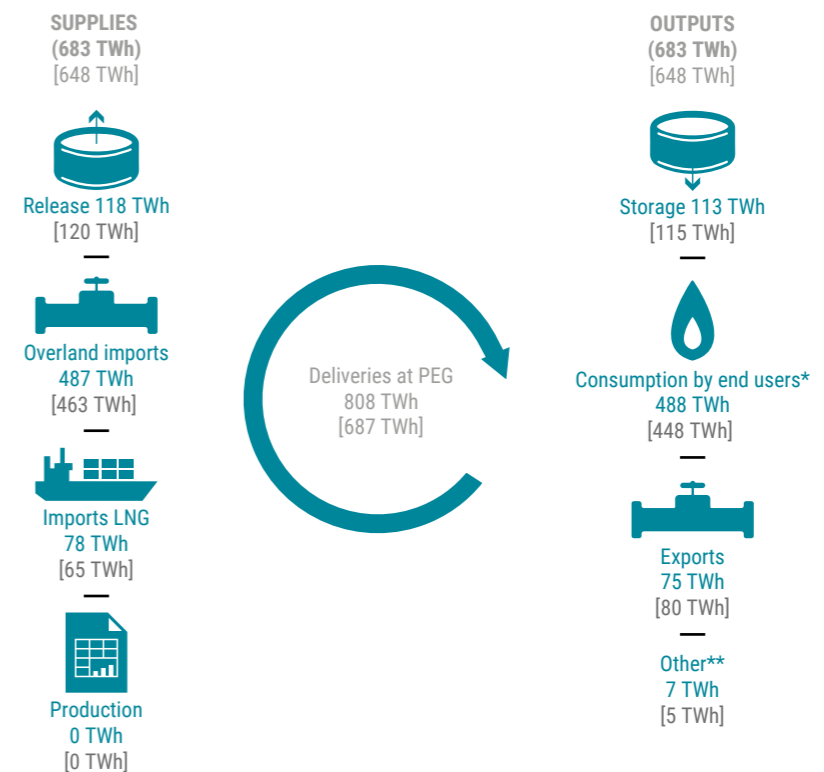 SUPPLIES
(683 TWh)
[648 TWh]
Release 118 TWh
[120 TWh]
Overland imports
487 TWh
[463 TWh]
Imports LNG
78 TWh
[65 TWh]
Production
0 TWh
[0 TWh]
Deliveries at PEG
808 TWh
[687 TWh]
OUTPUTS
(683 TWh)
[648 TWh]
Storage 113 TWh
[115 TWh]
Consumption by end users*
488 TWh
[448 TWh]
Exports
75 TWh
[80 TWh]
Other**
7 TWh
[5 TWh]